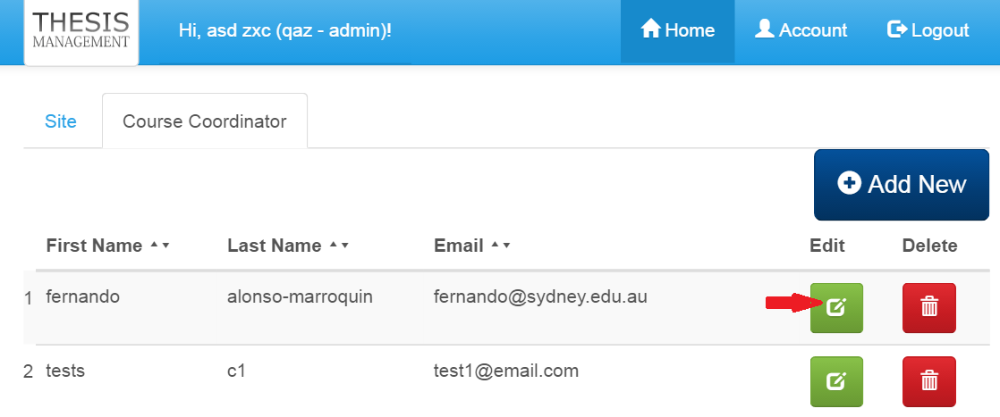 THESIS
MANAGEMENT
Hi, asd zxc (qaz - admin)!
Home
Account
Logout
Site
Course Coordinator
Add New
First Name
Last Name
Email
Edit
Delete
1 fernando alonso-marroquin fernando@sydney.edu.au
2 tests c1 test1@email.com